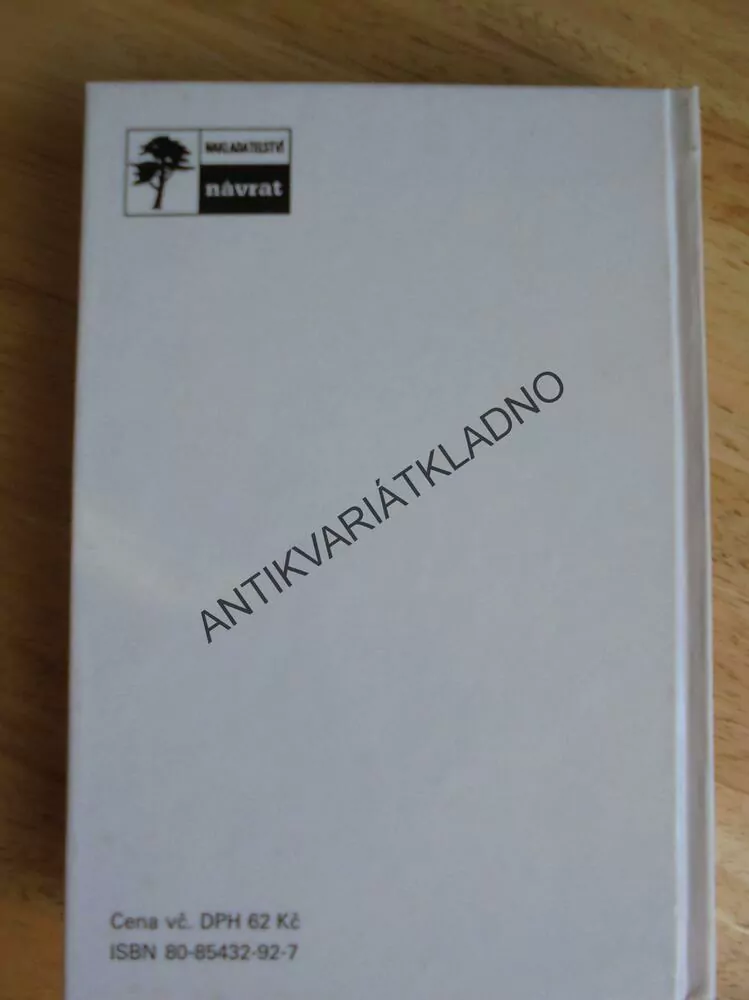 NAKLADATELSTVÍ
návrat
ANTIKVARIÁTKLADNO
Cena vč. DPH 62 Kč
ISBN 80-85432-92-7